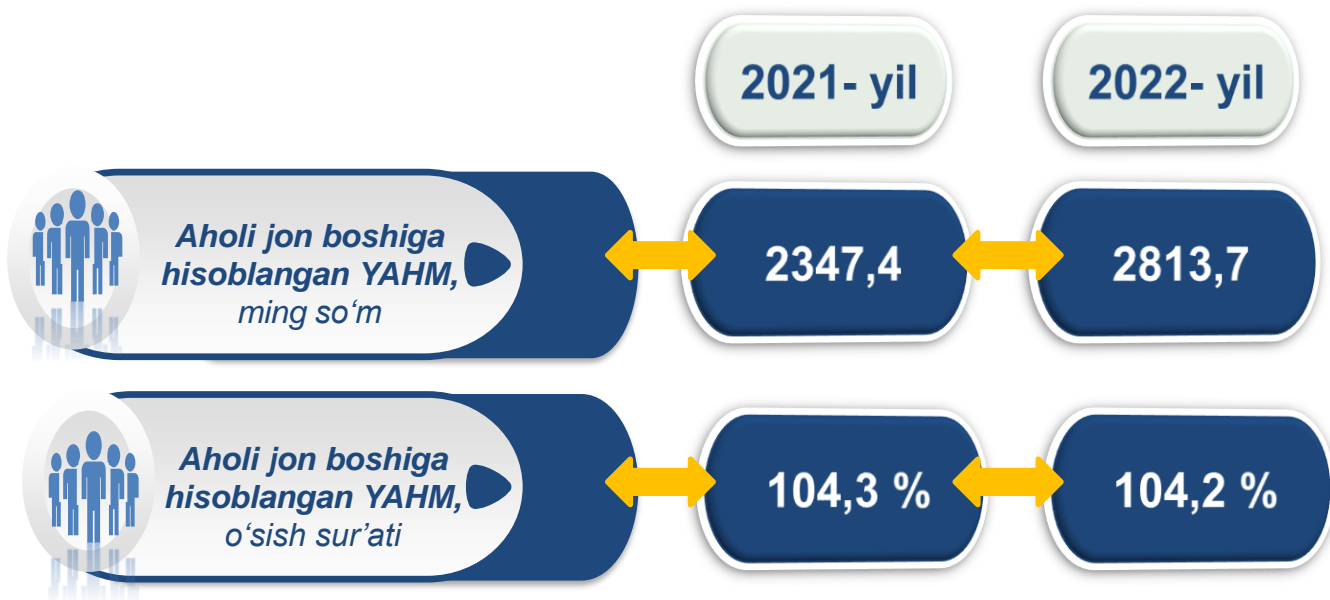 2021- yil
2022- yil
Aholi jon boshiga
hisoblangan YAHM,
ming so‘m
2347,4
2813,7
Aholi jon boshiga
hisoblangan YAHM,
o‘sish sur’ati
104,3 %
104,2 %